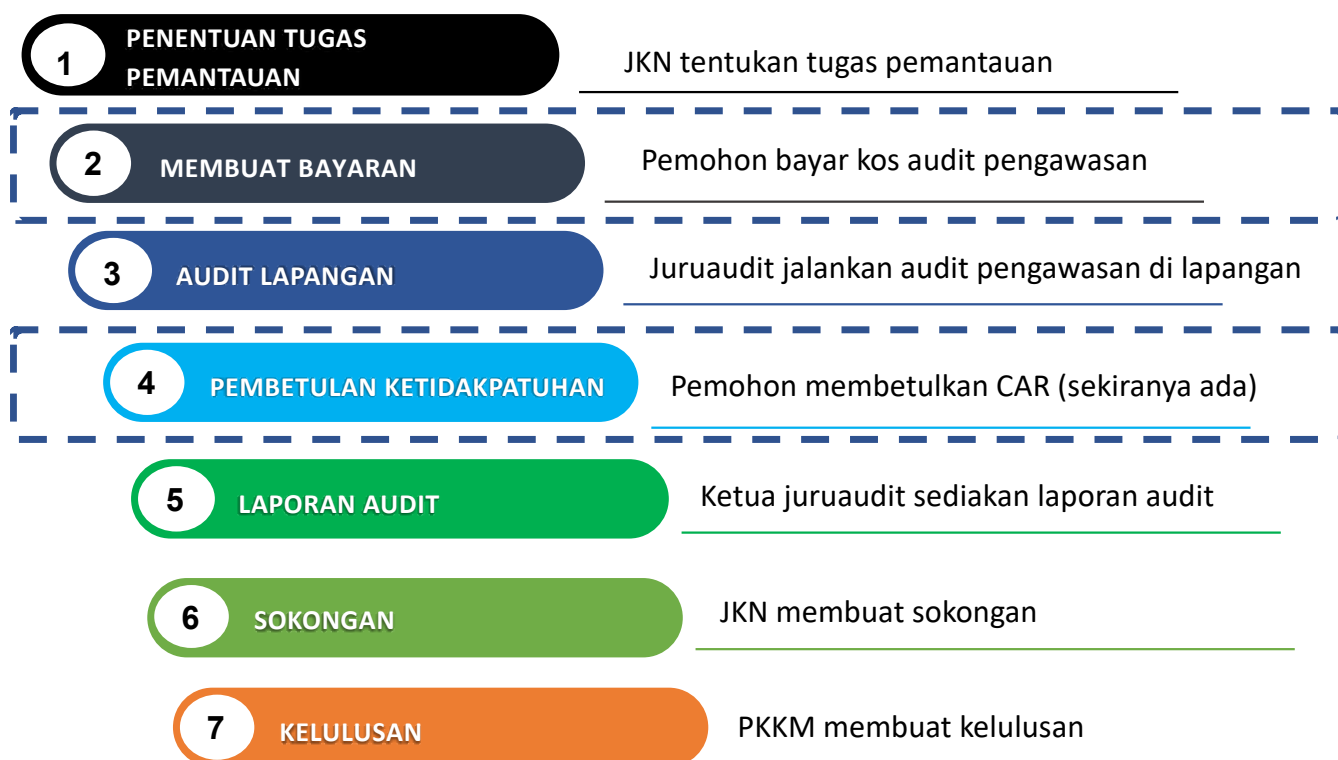 1
PENENTUAN TUGAS
PEMANTAUAN
JKN tentukan tugas pemantauan
2
MEMBUAT BAYARAN
Pemohon bayar kos audit pengawasan
3
AUDIT LAPANGAN
Juruaudit jalankan audit pengawasan di lapangan
4
PEMBETULAN KETIDAKPATUHAN
Pemohon membetulkan CAR (sekiranya ada)
5
LAPORAN AUDIT
Ketua juruaudit sediakan laporan audit
6
SOKONGAN
JKN membuat sokongan
7
KELULUSAN
PKKM membuat kelulusan